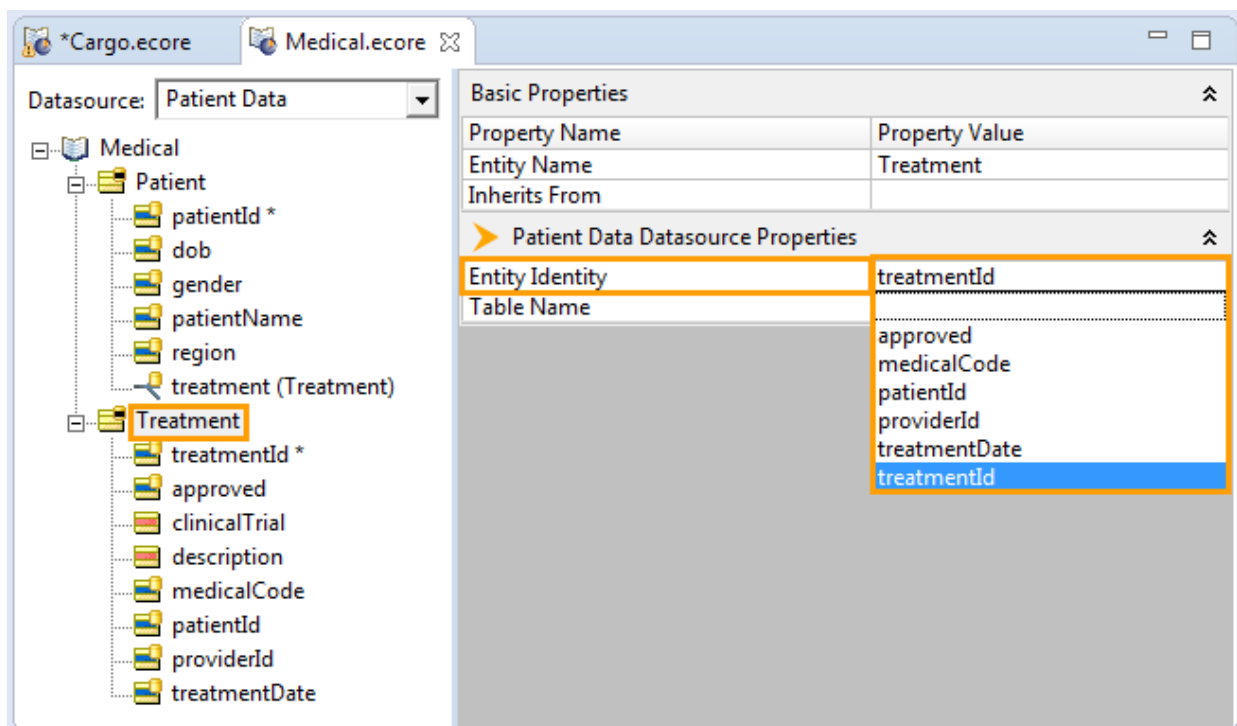 *Cargo.ecore
Medical.ecore
Datasource: Patient Data
Medical
Patient
patientId *
dob
gender
patientName
region
treatment (Treatment)
Treatment
treatmentId *
approved
clinicalTrial
description
medicalCode
patientId
providerId
treatmentDate
Basic Properties
Property Name Property Value
Entity Name Treatment
Inherits From
Patient Data Datasource Properties
Entity Identity treatmentId
Table Name
approved
medicalCode
patientId
providerId
treatmentDate
treatmentId